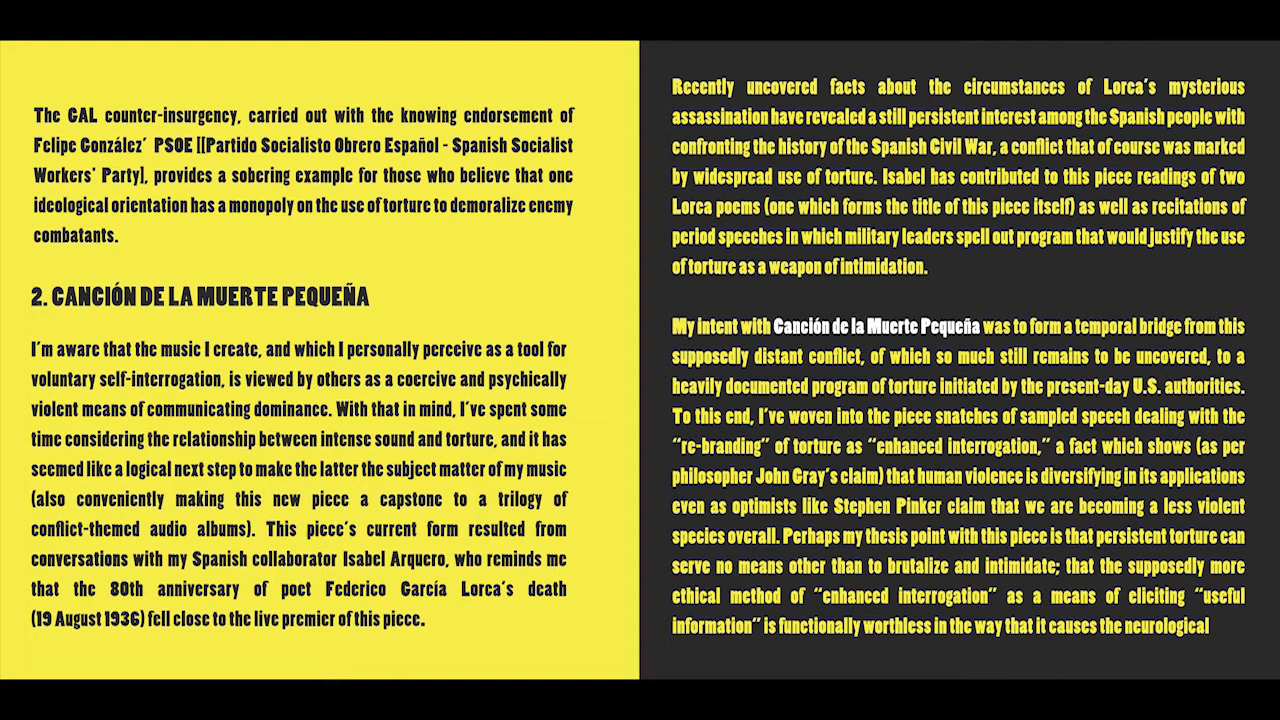 The GAL counter-insurgency, carried out with the knowing endorsement of
Felipe González' PSOE [[Partido Socialisto Obrero Español - Spanish Socialist
Workers' Party], provides a sobering example for those who believe that one
ideological orientation has a monopoly on the use of torture to demoralize enemy
combatants.
2. CANCIÓN DE LA MUERTE PEQUEÑA
I'm aware that the music I create, and which I personally perceive as a tool for
voluntary self-interrogation, is viewed by others as a coercive and psychically
violent means of communicating dominance. With that in mind, I've spent some
time considering the relationship between intense sound and torture, and it has
seemed like a logical next step to make the latter the subject matter of my music
(also conveniently making this new piece a capstone to a trilogy of
conflict-themed audio albums). This piece's current form resulted from
conversations with my Spanish collaborator Isabel Arquero, who reminds me
that the 80th anniversary of poet Federico García Lorca's death
(19 August 1936) fell close to the live premier of this piece.
Recently uncovered facts about the circumstances of Lorca's mysterious
assassination have revealed a still persistent interest among the Spanish people with
confronting the history of the Spanish Civil War, a conflict that of course was marked
by widespread use of torture. Isabel has contributed to this piece readings of two
Lorca poems (one which forms the title of this piece itself) as well as recitations of
period speeches in which military leaders spell out program that would justify the use
of torture as a weapon of intimidation.
My intent with Canción de la Muerte Pequeña was to form a temporal bridge from this
supposedly distant conflict, of which so much still remains to be uncovered, to a
heavily documented program of torture initiated by the present-day U.S. authorities.
To this end, I've woven into the piece snatches of sampled speech dealing with the
“re-branding” of torture as “enhanced interrogation,” a fact which shows (as per
philosopher John Gray's claim) that human violence is diversifying in its applications
even as optimists like Stephen Pinker claim that we are becoming a less violent
species overall. Perhaps my thesis point with this piece is that persistent torture can
serve no means other than to brutalize and intimidate; that the supposedly more
ethical method of “enhanced interrogation” as a means of eliciting “useful
information” is functionally worthless in the way that it causes the neurological